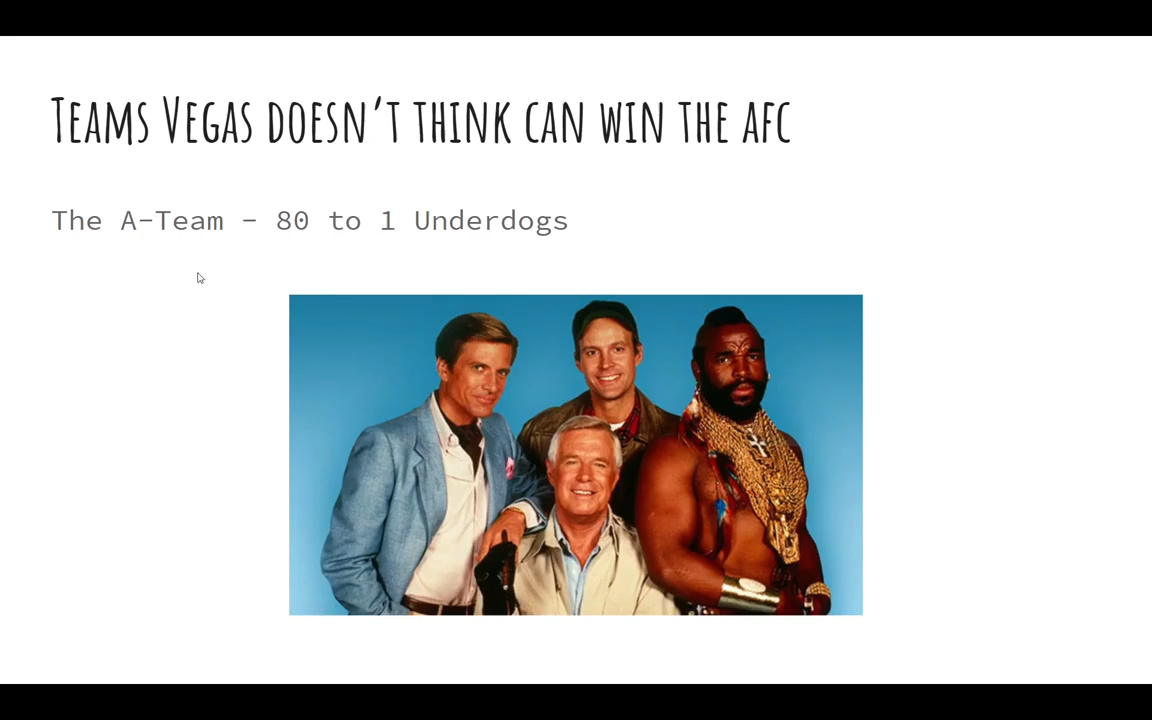 Teams Vegas doesn't think can win the afc
The A-Team - 80 to 1 Underdogs